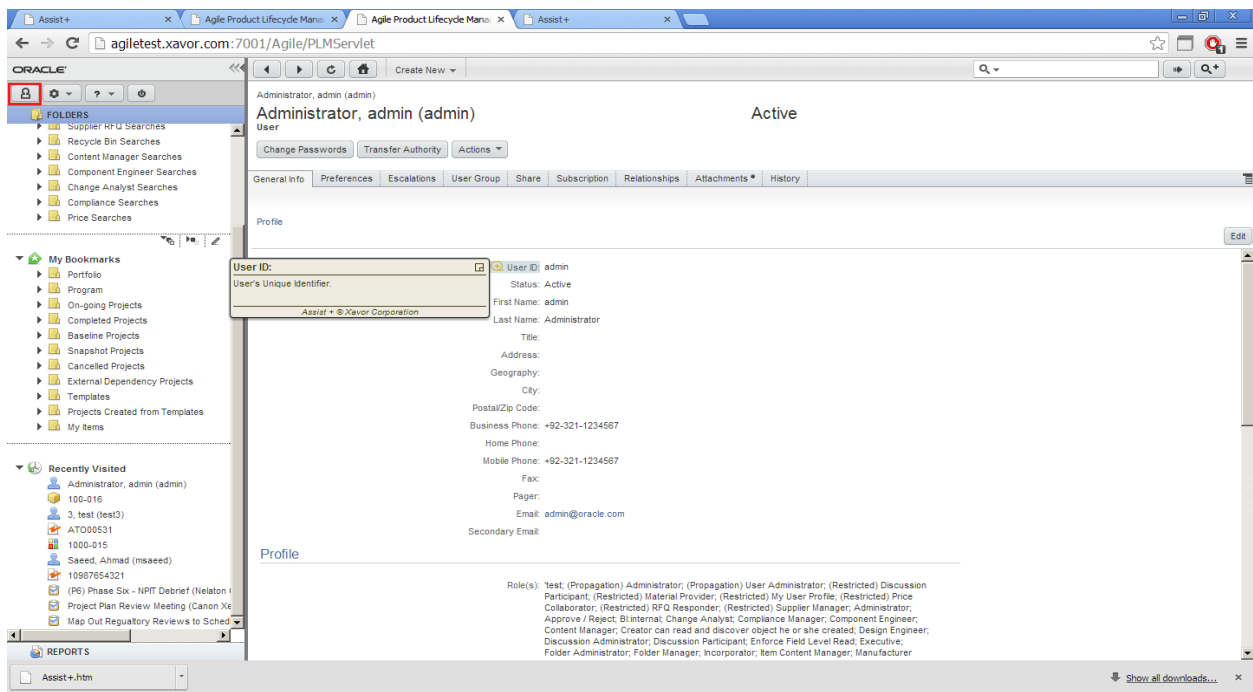 Assist+
Agile Product Lifecycle Mana
Agile Product Lifecycle Mana
Assist+
agiletest.xavor.com:7001/Agile/PLMServlet
ORACLE
Create New
FOLDERS
Supplier RFQ Searches
Recycle Bin Searches
Content Manager Searches
Component Engineer Searches
Change Analyst Searches
Compliance Searches
Price Searches
My Bookmarks
Portfolio
Program
On-going Projects
Completed Projects
Baseline Projects
Snapshot Projects
Cancelled Projects
External Dependency Projects
Templates
Projects Created from Templates
My Items
Recently Visited
Administrator, admin (admin)
100-016
3, test (test3)
ATO00531
1000-015
Saeed, Ahmad (msaeed)
10987654321
(P6) Phase Six - NPIT Debrief (Nelaton
Project Plan Review Meeting (Canon Xe
Map Out Regualtory Reviews to Sched
REPORTS
Administrator, admin (admin)
Administrator, admin (admin)
Active
User
Change Passwords
Transfer Authority
Actions
General Info
Preferences
Escalations
User Group
Share
Subscription
Relationships
Attachments
History
Profile
Edit
User ID:
User's Unique Identifier.
Assist + ® Xavor Corporation
User ID: admin
Status: Active
First Name: admin
Last Name: Administrator
Title:
Address:
Geography:
City:
Postal/Zip Code:
Business Phone: +92-321-1234567
Home Phone:
Mobile Phone: +92-321-1234567
Fax:
Pager:
Email: admin@oracle.com
Secondary Email:
Profile
Role(s): 'test; (Propagation) Administrator; (Propagation) User Administrator; (Restricted) Discussion
Participant; (Restricted) Material Provider; (Restricted) My User Profile; (Restricted) Price
Collaborator; (Restricted) RFQ Responder; (Restricted) Supplier Manager; Administrator;
Approve / Reject; BI:internal; Change Analyst; Compliance Manager; Component Engineer;
Content Manager; Creator can read and discover object he or she created; Design Engineer;
Discussion Administrator; Discussion Participant; Enforce Field Level Read; Executive;
Folder Administrator; Folder Manager; Incorporator; Item Content Manager; Manufacturer
Assist+.htm
Show all downloads...